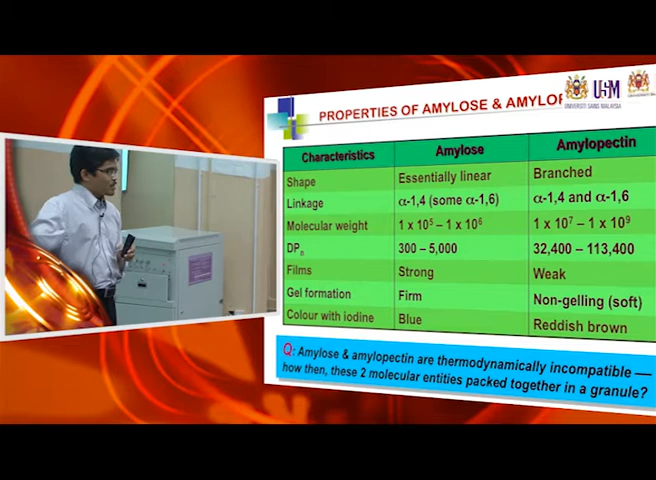 PROPERTIES OF AMYLOSE & AMYLO
USM
UNIVERSITI SAINS MALAYSIA
Characteristics Amylose Amylopectin
Shape Essentially linear Branched
Linkage α-1,4 (some α-1,6) α-1,4 and α-1,6
Molecular weight 1 x 10⁵ – 1 x 10⁶ 1 x 10⁷ – 1 x 10⁹
DPₙ 300 – 5,000 32,400 – 113,400
Films Strong Weak
Gel formation Firm Non-gelling (soft)
Colour with iodine Blue Reddish brown
Q: Amylose & amylopectin are thermodynamically incompatible —
how then, these 2 molecular entities packed together in a granule?